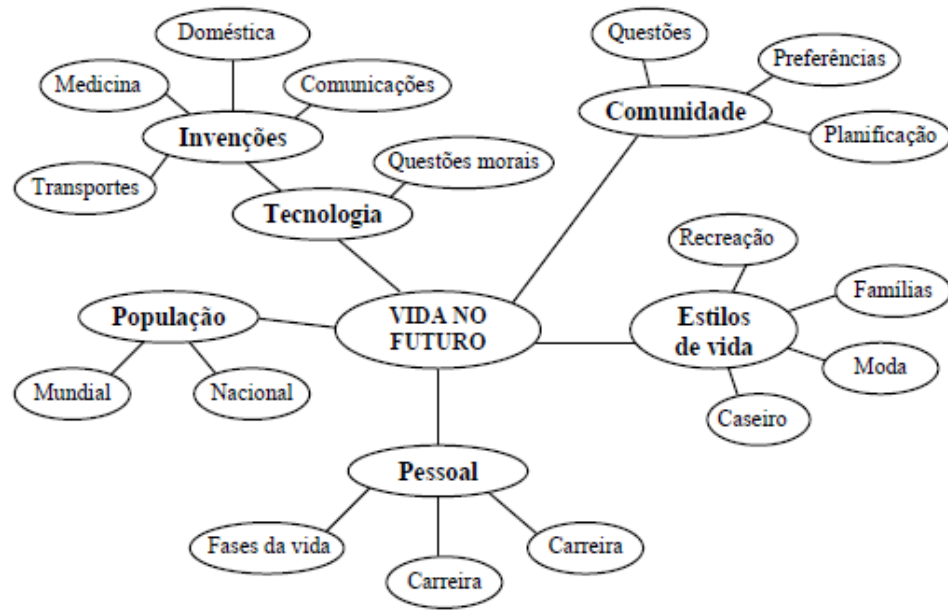 Doméstica
Questões
Medicina
Comunicações
Preferências
Invenções
Comunidade
Planificação
Transportes
Questões morais
Tecnologia
Recreação
População
VIDA NO
FUTURO
Estilos
de vida
Famílias
Moda
Mundial
Nacional
Caseiro
Pessoal
Fases da vida
Carreira
Carreira